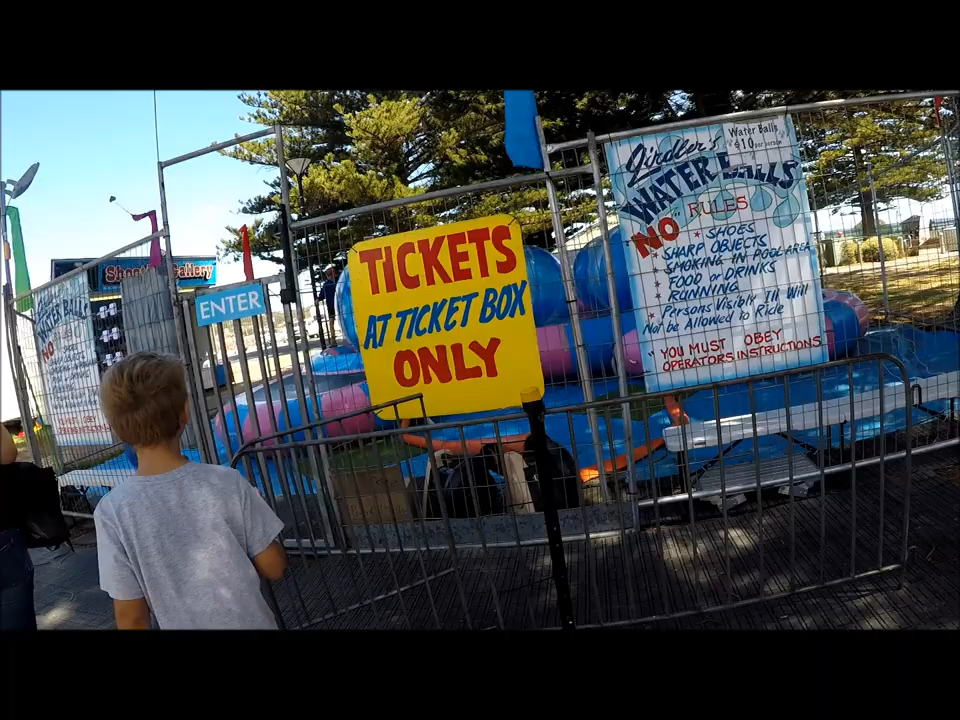 Shooting Gallery
ENTER
WATER BALLS
NO
TICKETS
AT TICKET BOX
ONLY
Water Balls
$10 per person
Girdler's
WATER BALLS
RULES
NO * SHOES
* SHARP OBJECTS
* SMOKING IN POOL AREA
* FOOD or DRINKS
* RUNNING
* Persons Visibly Ill Will
Not be Allowed to Ride
"YOU MUST OBEY
OPERATORS INSTRUCTIONS